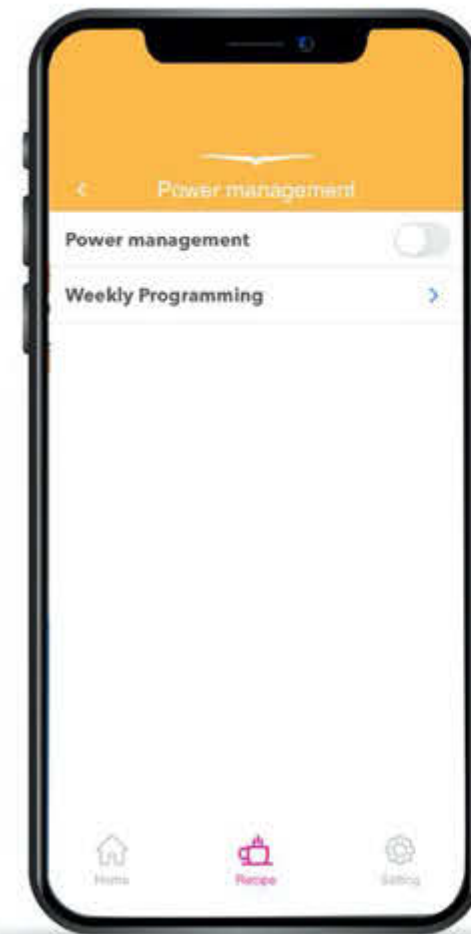 Power management
Power management
Weekly Programming
Home
Recipe
Setting